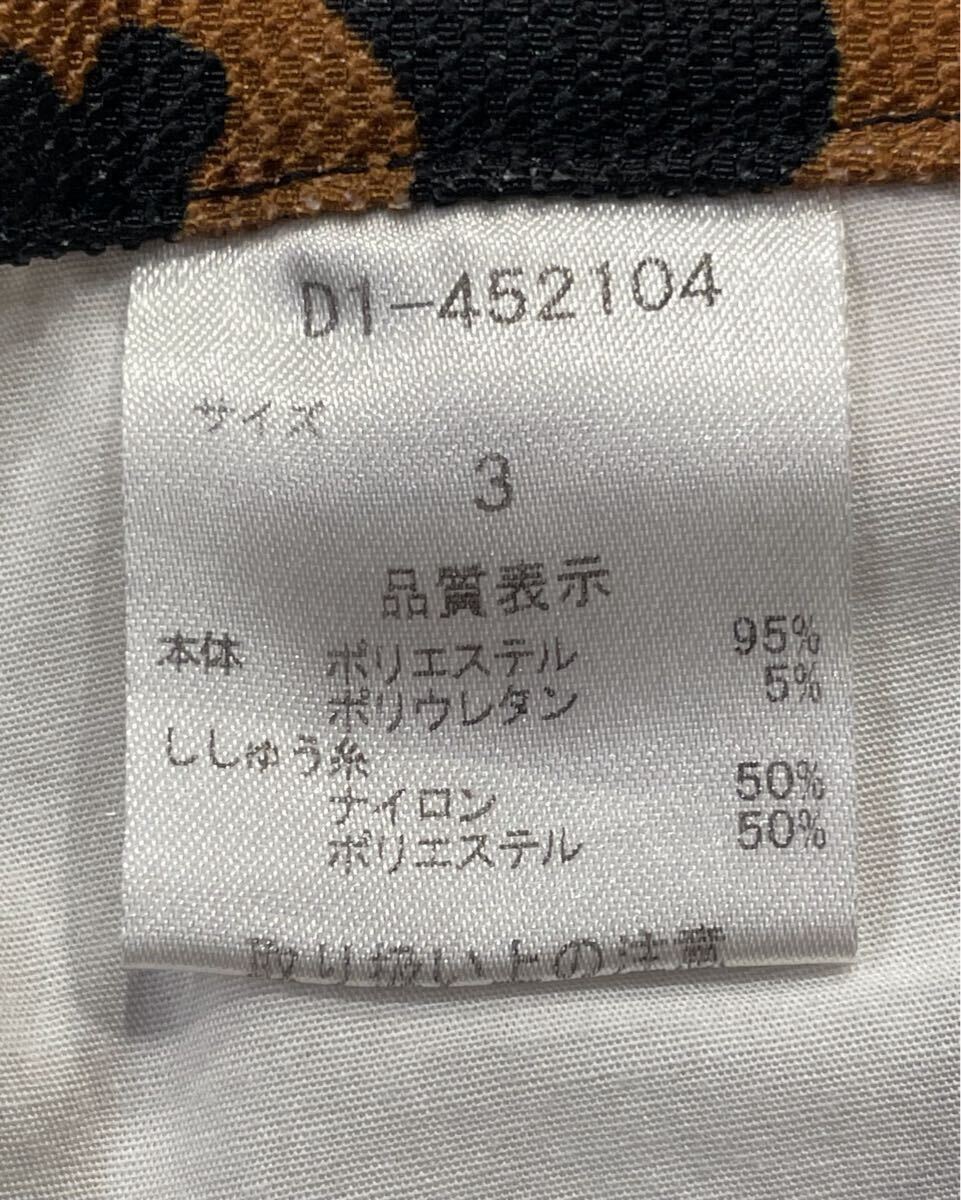 D1-452104
サイズ
3
品質表示
本体 ポリエステル 95%
ポリウレタン 5%
ししゅう糸
ナイロン 50%
ポリエステル 50%
取り扱い上の注意